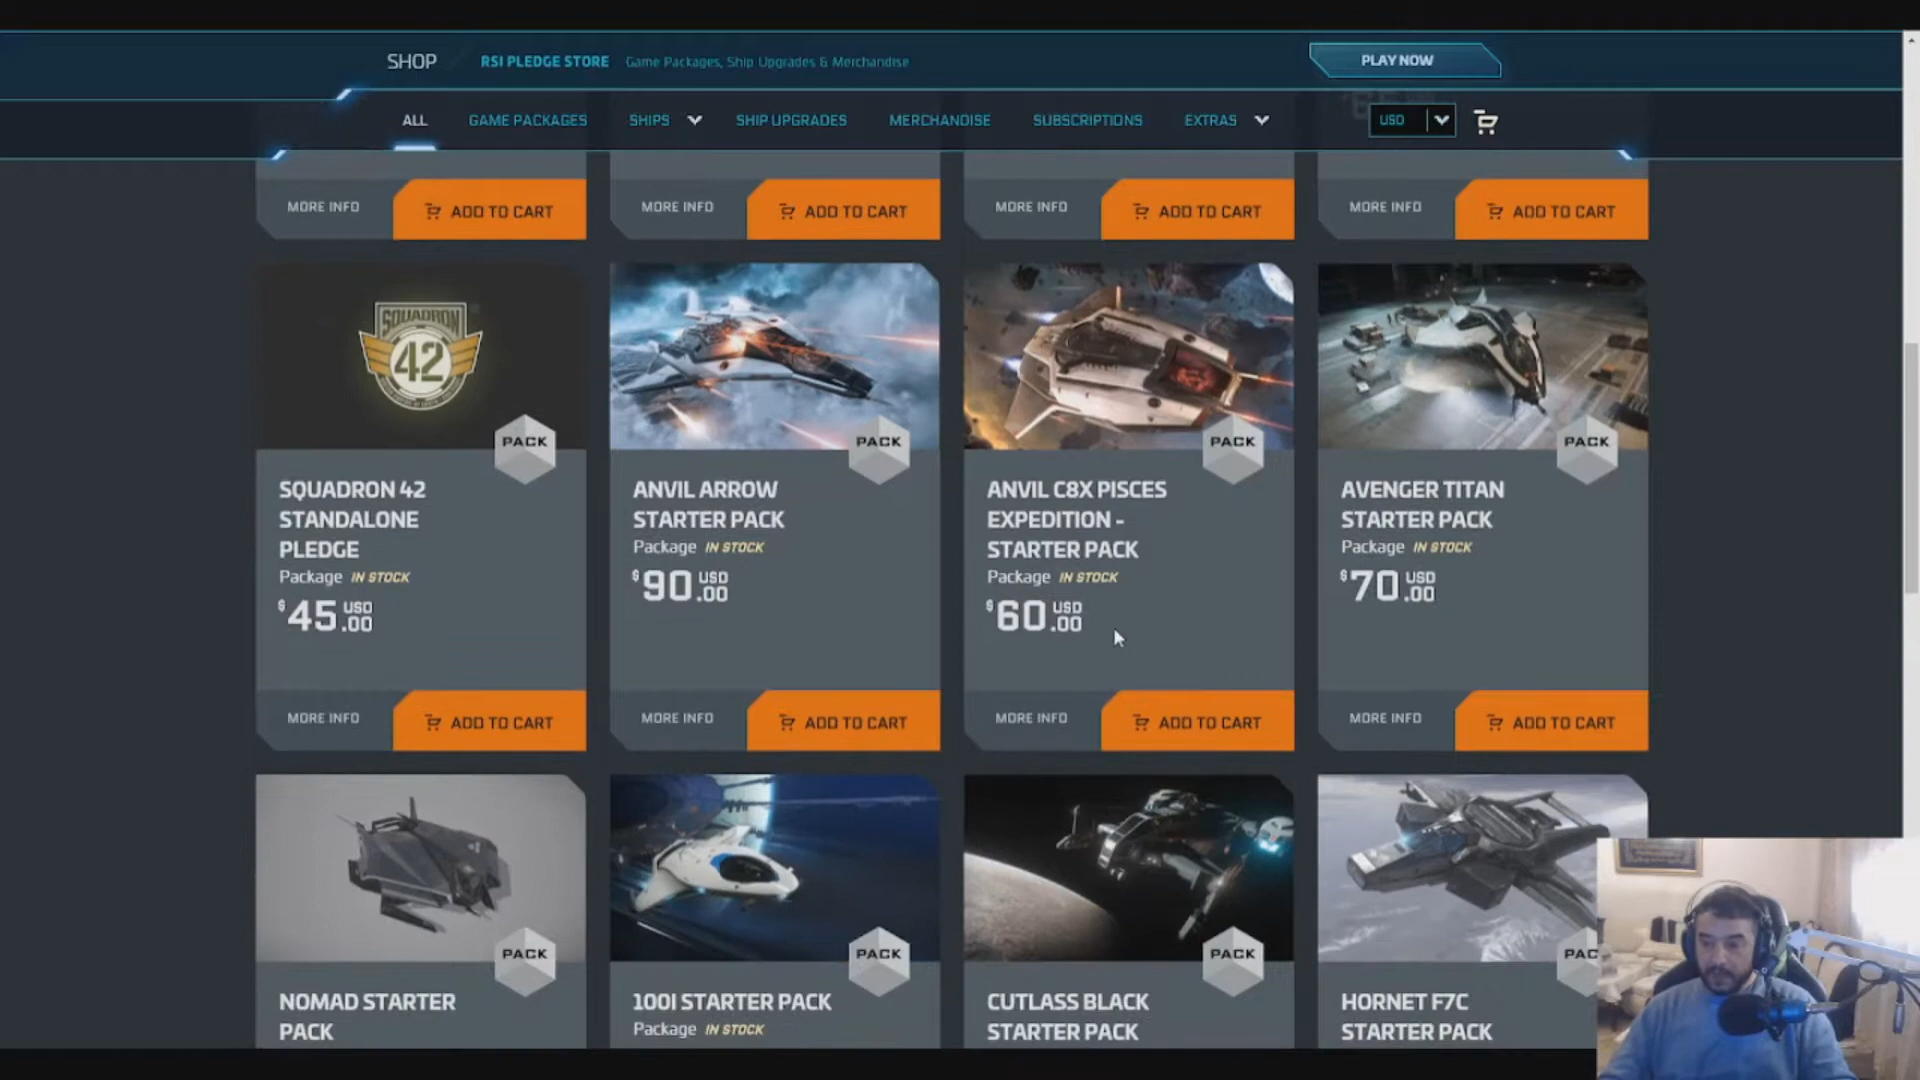 SHOP
RSI PLEDGE STORE Game Packages, Ship Upgrades & Merchandise
PLAY NOW
ALL GAME PACKAGES SHIPS SHIP UPGRADES MERCHANDISE SUBSCRIPTIONS EXTRAS USD
MORE INFO ADD TO CART MORE INFO ADD TO CART MORE INFO ADD TO CART MORE INFO ADD TO CART
SQUADRON
42
PACK
SQUADRON 42
STANDALONE
PLEDGE
Package IN STOCK
$45 USD .00
MORE INFO ADD TO CART
PACK
ANVIL ARROW
STARTER PACK
Package IN STOCK
$90 USD .00
MORE INFO ADD TO CART
PACK
ANVIL C8X PISCES
EXPEDITION -
STARTER PACK
Package IN STOCK
$60 USD .00
MORE INFO ADD TO CART
PACK
AVENGER TITAN
STARTER PACK
Package IN STOCK
$70 USD .00
MORE INFO ADD TO CART
PACK
NOMAD STARTER
PACK
PACK
100I STARTER PACK
Package IN STOCK
PACK
CUTLASS BLACK
STARTER PACK
PAC
HORNET F7C
STARTER PACK